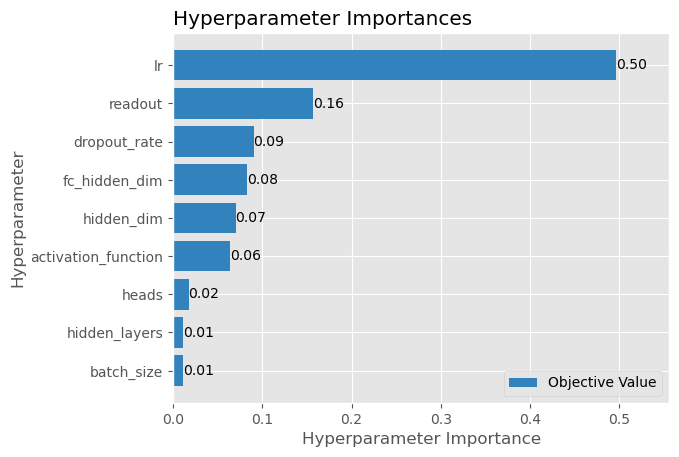 Hyperparameter Importances
lr
0.50
readout
0.16
dropout_rate
0.09
fc_hidden_dim
0.08
hidden_dim
0.07
activation_function
0.06
heads
0.02
hidden_layers
0.01
batch_size
0.01
Hyperparameter
Objective Value
0.0 0.1 0.2 0.3 0.4 0.5
Hyperparameter Importance